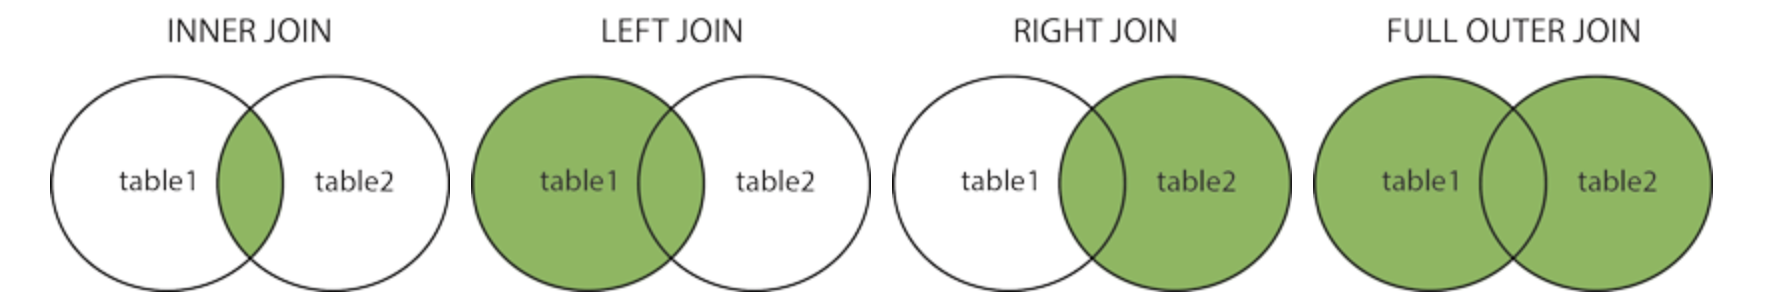 INNER JOIN
LEFT JOIN
RIGHT JOIN
FULL OUTER JOIN
table1
table2
table1
table2
table1
table2
table1
table2